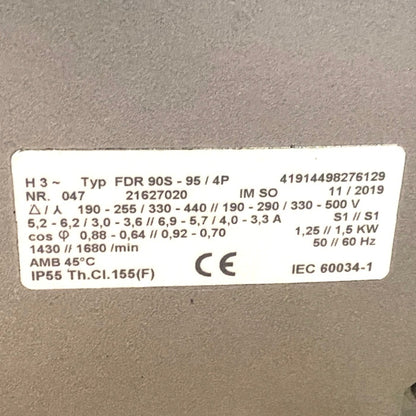 H 3 ~ Typ FDR 90S - 95 / 4P 41914498276129
NR. 047 21627020 IM SO 11 / 2019
△ / ⅄ 190 - 255 / 330 - 440 // 190 - 290 / 330 - 500 V
5,2 - 6,2 / 3,0 - 3,6 // 6,9 - 5,7 / 4,0 - 3,3 A S1 // S1
cos φ 0,88 - 0,64 // 0,92 - 0,70 1,25 // 1,5 KW
1430 // 1680 /min 50 // 60 Hz
AMB 45°C
IP55 Th.Cl.155(F) CE IEC 60034-1